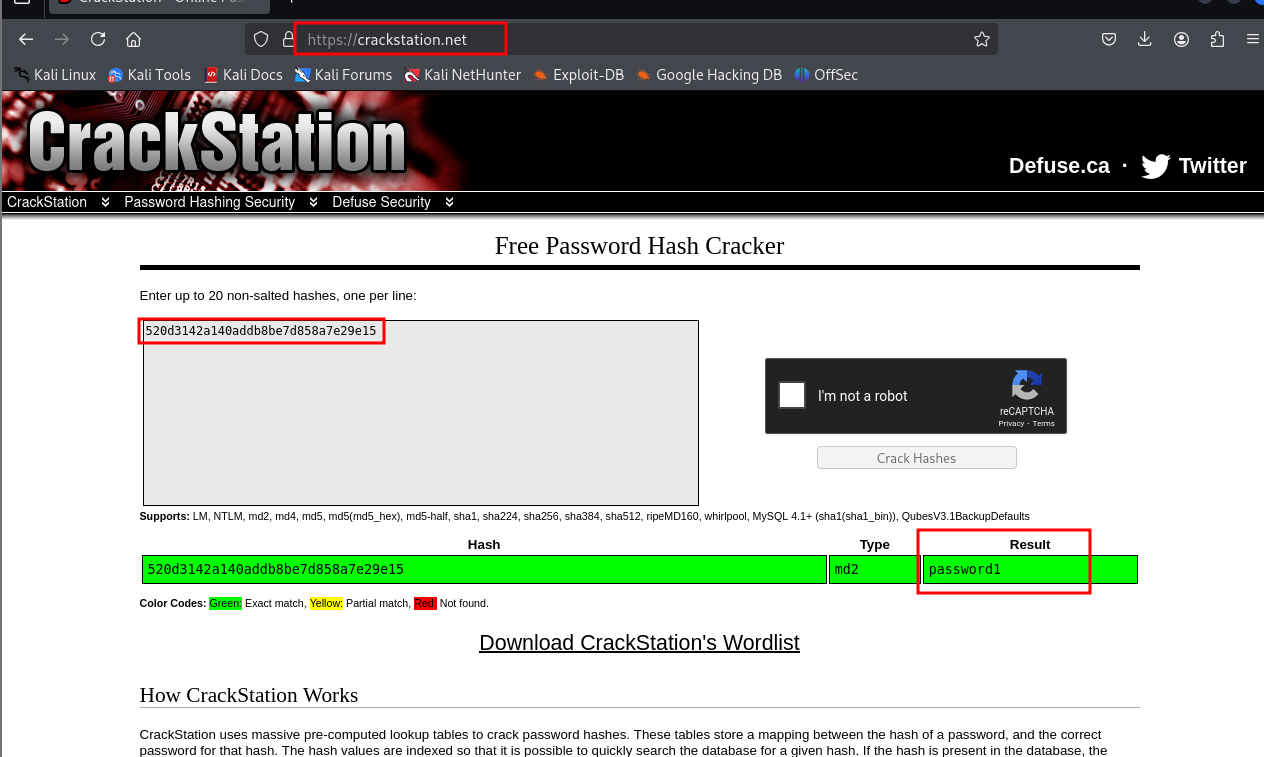 https://crackstation.net
Kali Linux Kali Tools Kali Docs Kali Forums Kali NetHunter Exploit-DB Google Hacking DB OffSec
CrackStation
Defuse.ca · Twitter
CrackStation Password Hashing Security Defuse Security
Free Password Hash Cracker
Enter up to 20 non-salted hashes, one per line:
520d3142a140addb8be7d858a7e29e15
I'm not a robot
reCAPTCHA
Privacy - Terms
Crack Hashes
Supports: LM, NTLM, md2, md4, md5, md5(md5_hex), md5-half, sha1, sha224, sha256, sha384, sha512, ripeMD160, whirlpool, MySQL 4.1+ (sha1(sha1_bin)), QubesV3.1BackupDefaults
Hash Type Result
520d3142a140addb8be7d858a7e29e15 md2 password1
Color Codes: Green: Exact match, Yellow: Partial match, Red: Not found.
Download CrackStation's Wordlist
How CrackStation Works
CrackStation uses massive pre-computed lookup tables to crack password hashes. These tables store a mapping between the hash of a password, and the correct
password for that hash. The hash values are indexed so that it is possible to quickly search the database for a given hash. If the hash is present in the database, the